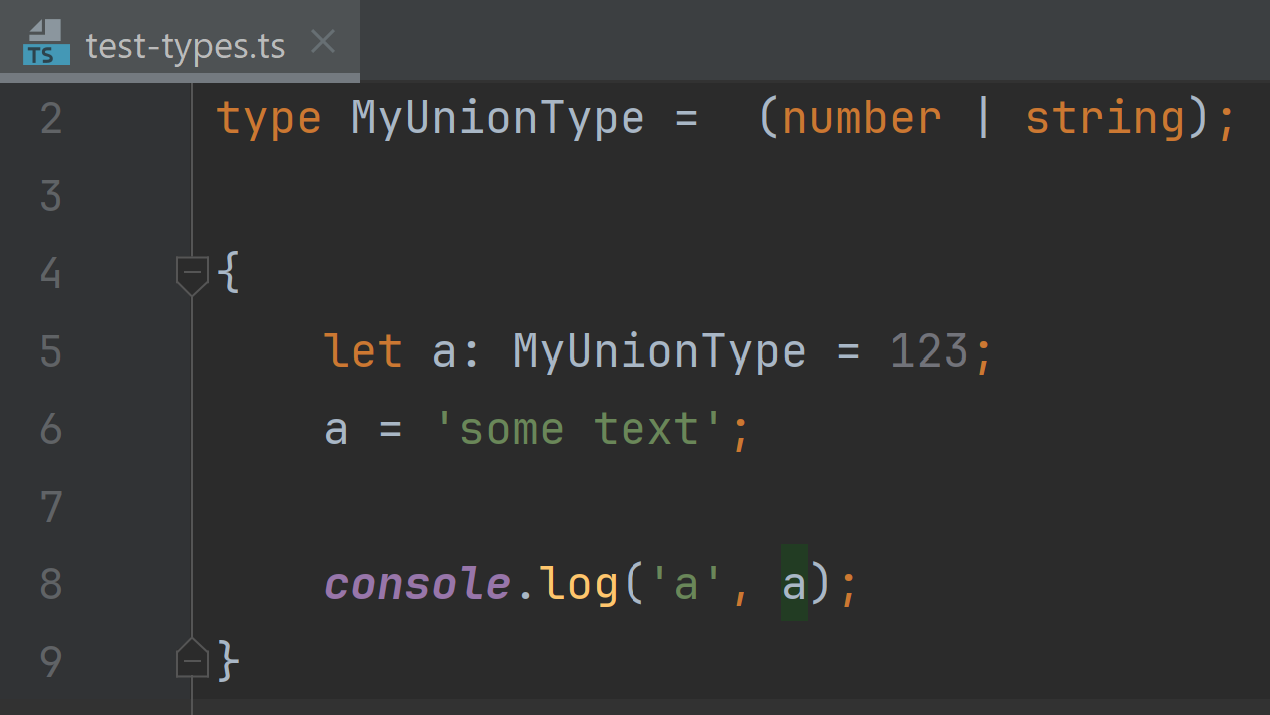 TS test-types.ts
2 type MyUnionType =  (number | string);
3
4 {
5     let a: MyUnionType = 123;
6     a = 'some text';
7
8     console.log('a', a);
9 }